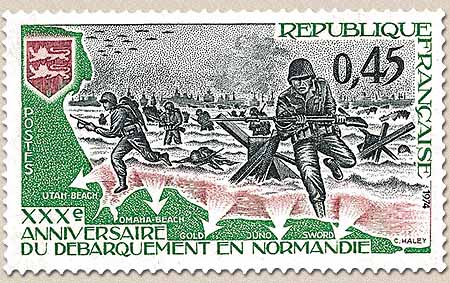 REPUBLIQUE FRANÇAISE
0,45
POSTES
UTAH-BEACH
OMAHA-BEACH
GOLD
JUNO
SWORD
XXXe
ANNIVERSAIRE
DU DEBARQUEMENT EN NORMANDIE
C. HALEY
1974